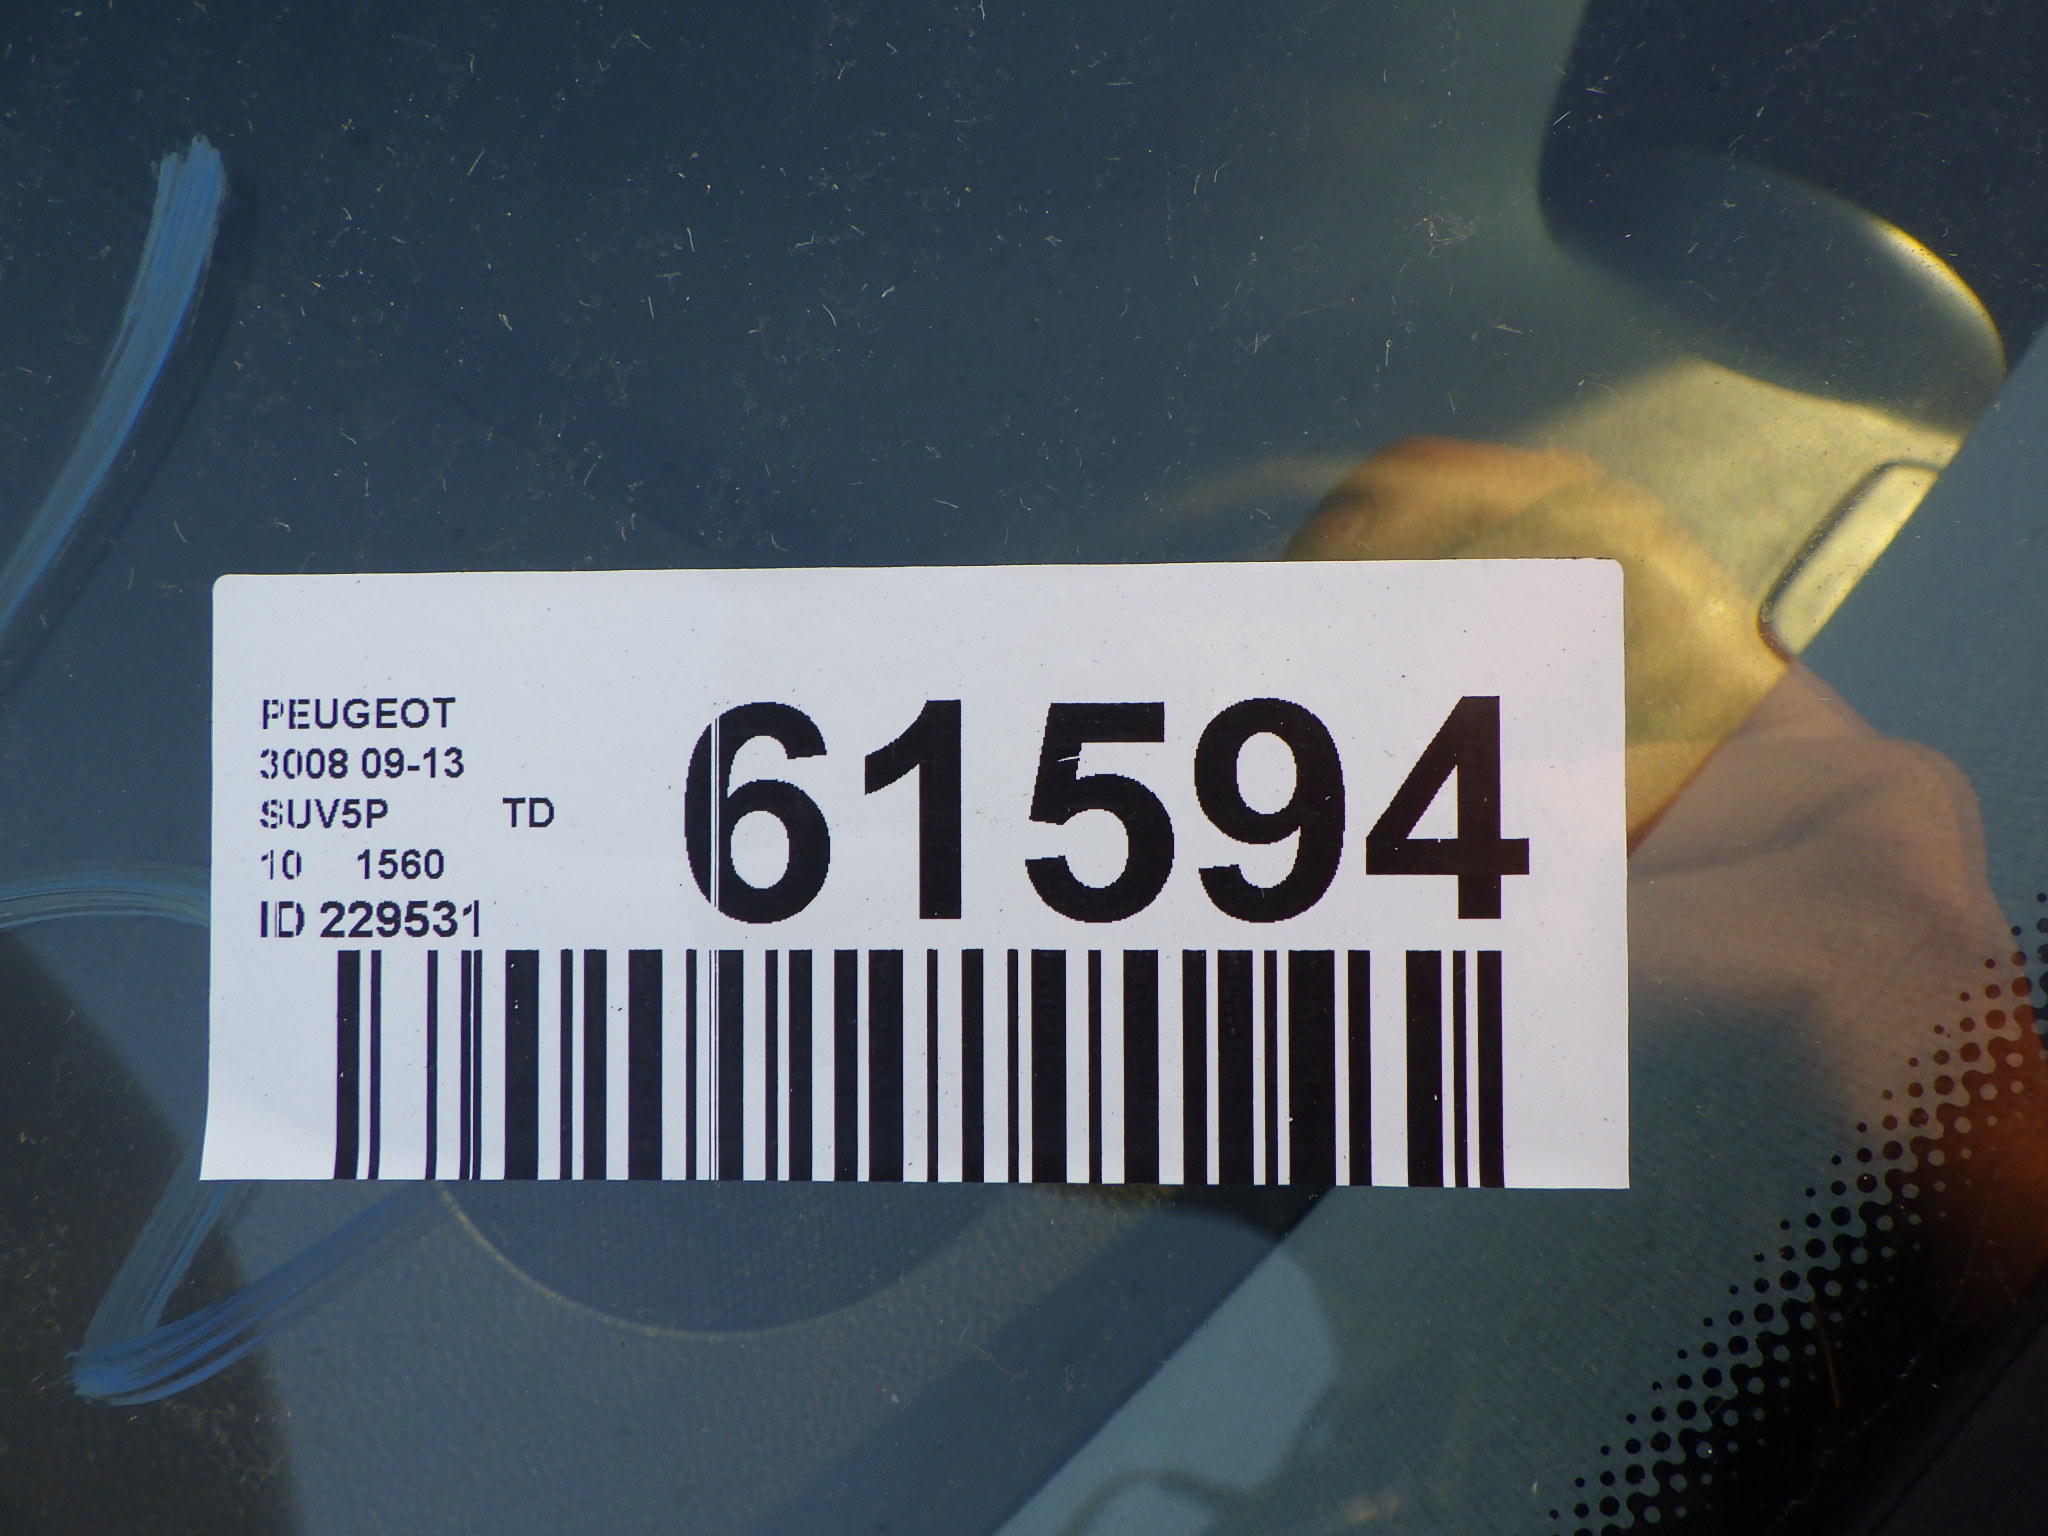 PEUGEOT
3008 09-13
SUV5P TD
10 1560
ID 229531
61594